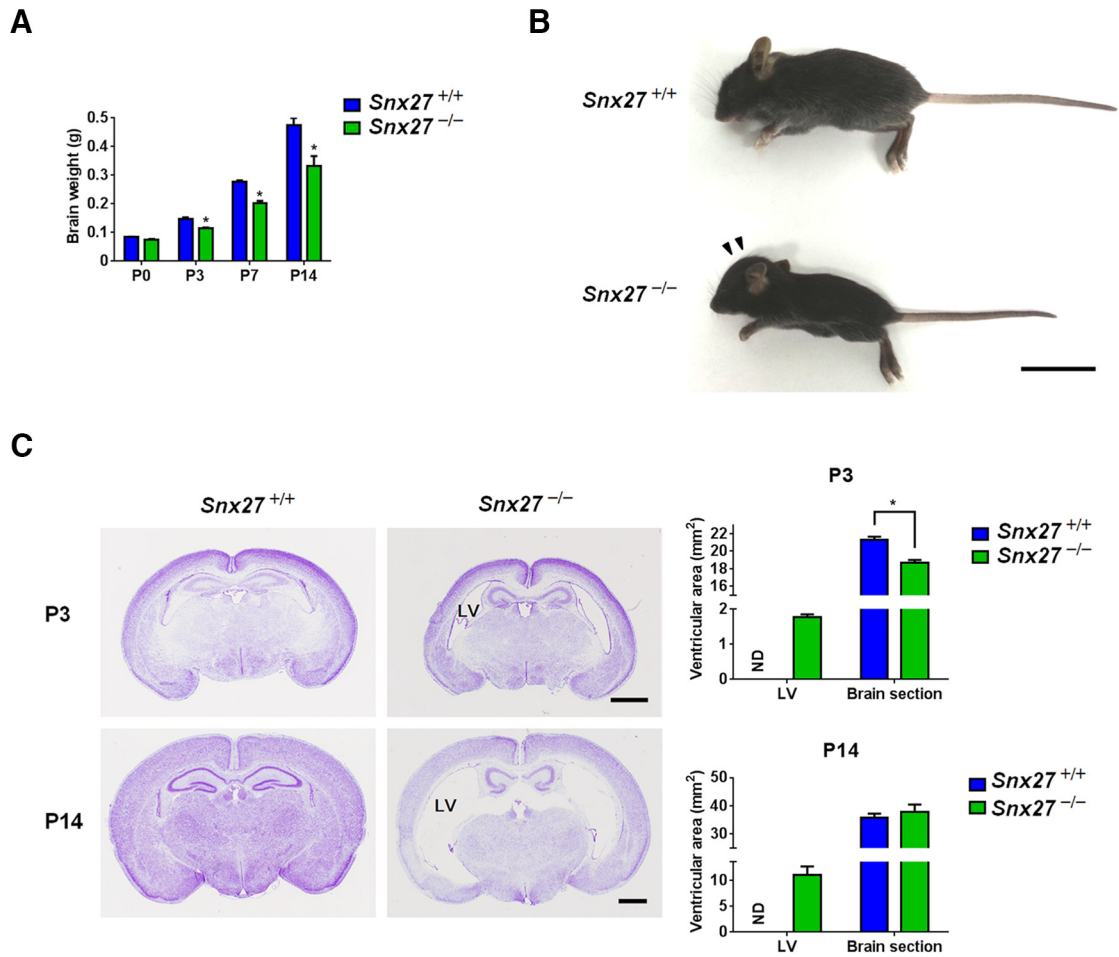 A
Snx27 +/+
Snx27 −/−
Brain weight (g)
0.5
0.4
0.3
0.2
0.1
0
*
*
*
P0 P3 P7 P14
B
Snx27 +/+
Snx27 −/−
C
Snx27 +/+ Snx27 −/−
P3
LV
P14
LV
P3
Ventricular area (mm2)
22
20
18
16
2
1
0
ND
*
LV Brain section
Snx27 +/+
Snx27 −/−
P14
Ventricular area (mm2)
50
40
30
10
5
0
ND
LV Brain section
Snx27 +/+
Snx27 −/−